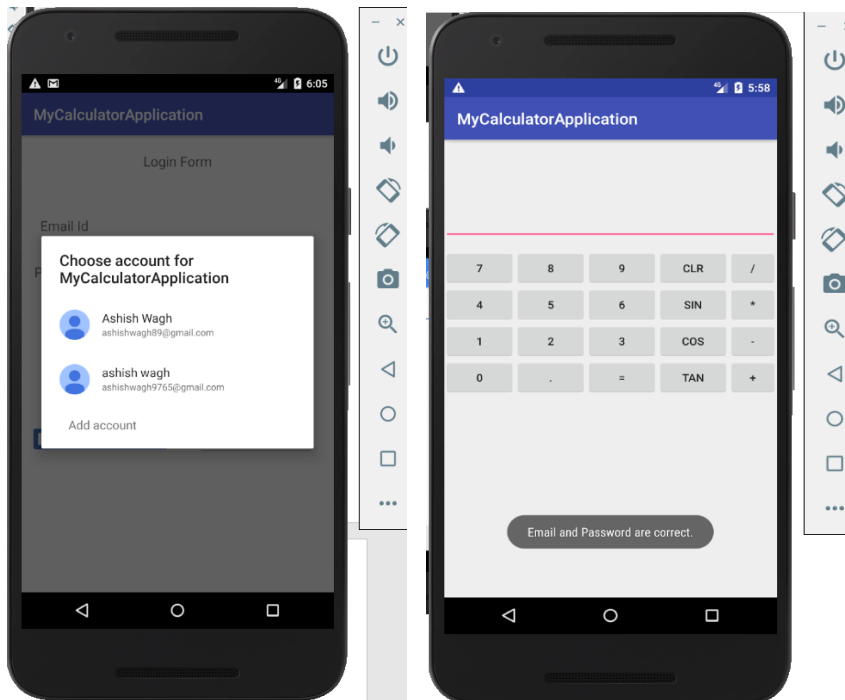 6:05
MyCalculatorApplication
Login Form
Email Id
P
Choose account for
MyCalculatorApplication
Ashish Wagh
ashishwagh89@gmail.com
ashish wagh
ashishwagh9765@gmail.com
Add account
4G 5:58
MyCalculatorApplication
7 8 9 CLR /
4 5 6 SIN *
1 2 3 COS -
0 . = TAN +
Email and Password are correct.